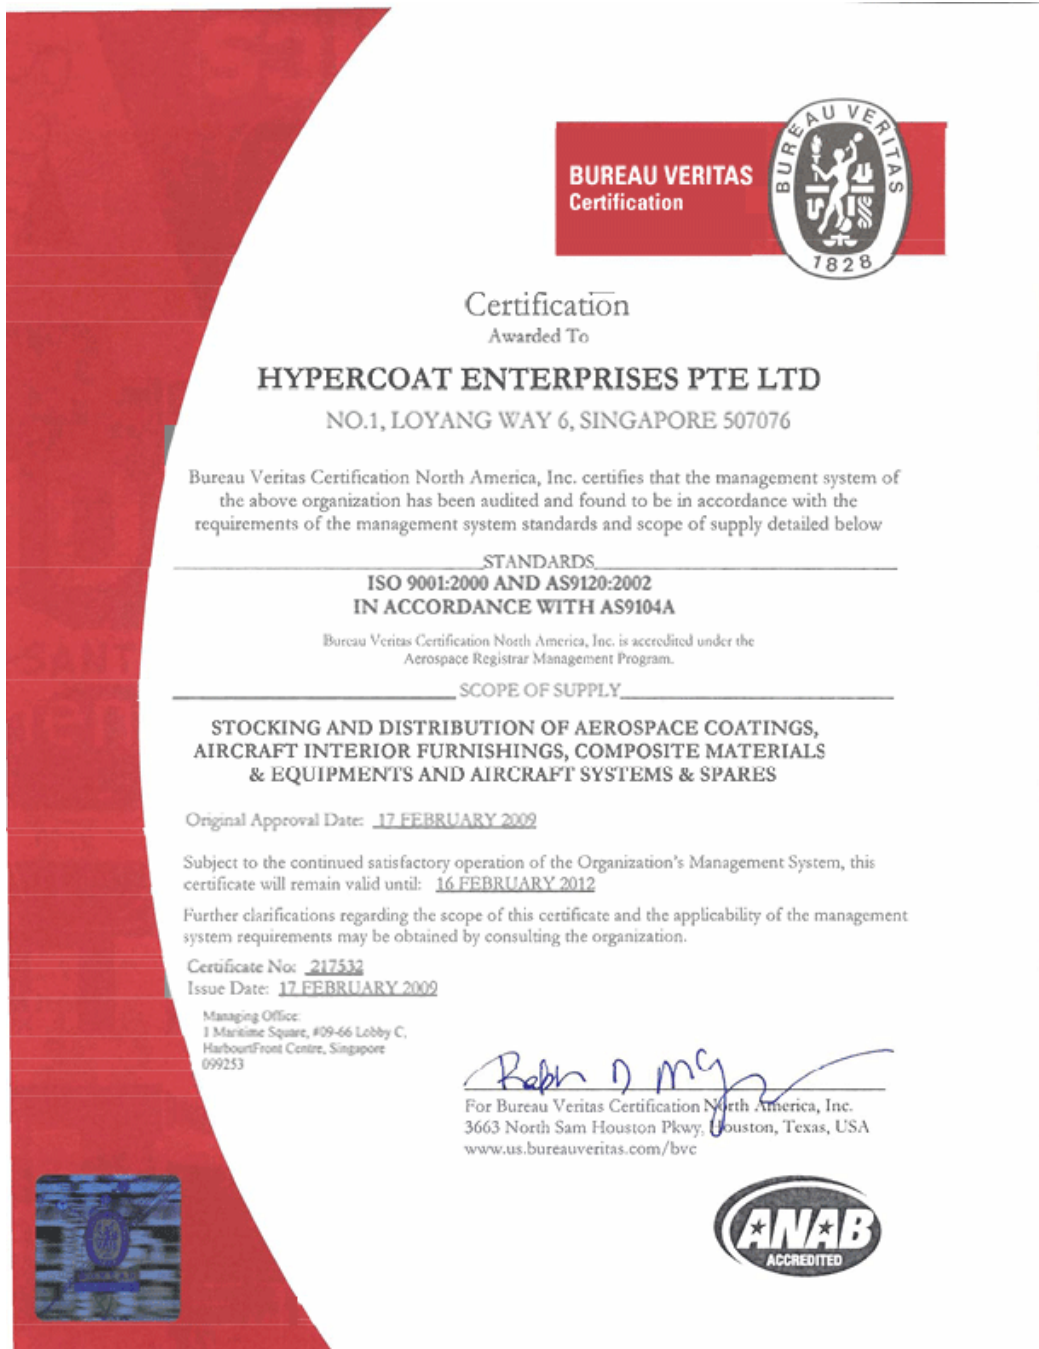 BUREAU VERITAS
Certification
BUREAU VERITAS
1828
Certification
Awarded To
HYPERCOAT ENTERPRISES PTE LTD
NO.1, LOYANG WAY 6, SINGAPORE 507076
Bureau Veritas Certification North America, Inc. certifies that the management system of
the above organization has been audited and found to be in accordance with the
requirements of the management system standards and scope of supply detailed below
STANDARDS
ISO 9001:2000 AND AS9120:2002
IN ACCORDANCE WITH AS9104A
Bureau Veritas Certification North America, Inc. is accredited under the
Aerospace Registrar Management Program.
SCOPE OF SUPPLY
STOCKING AND DISTRIBUTION OF AEROSPACE COATINGS,
AIRCRAFT INTERIOR FURNISHINGS, COMPOSITE MATERIALS
& EQUIPMENTS AND AIRCRAFT SYSTEMS & SPARES
Original Approval Date: 17 FEBRUARY 2009
Subject to the continued satisfactory operation of the Organization's Management System, this
certificate will remain valid until: 16 FEBRUARY 2012
Further clarifications regarding the scope of this certificate and the applicability of the management
system requirements may be obtained by consulting the organization.
Certificate No: 217532
Issue Date: 17 FEBRUARY 2009
Managing Office:
1 Maritime Square, #09-66 Lobby C,
HarbourtFront Centre, Singapore
099253
For Bureau Veritas Certification North America, Inc.
3663 North Sam Houston Pkwy, Houston, Texas, USA
www.us.bureauveritas.com/bvc
ANAB
ACCREDITED